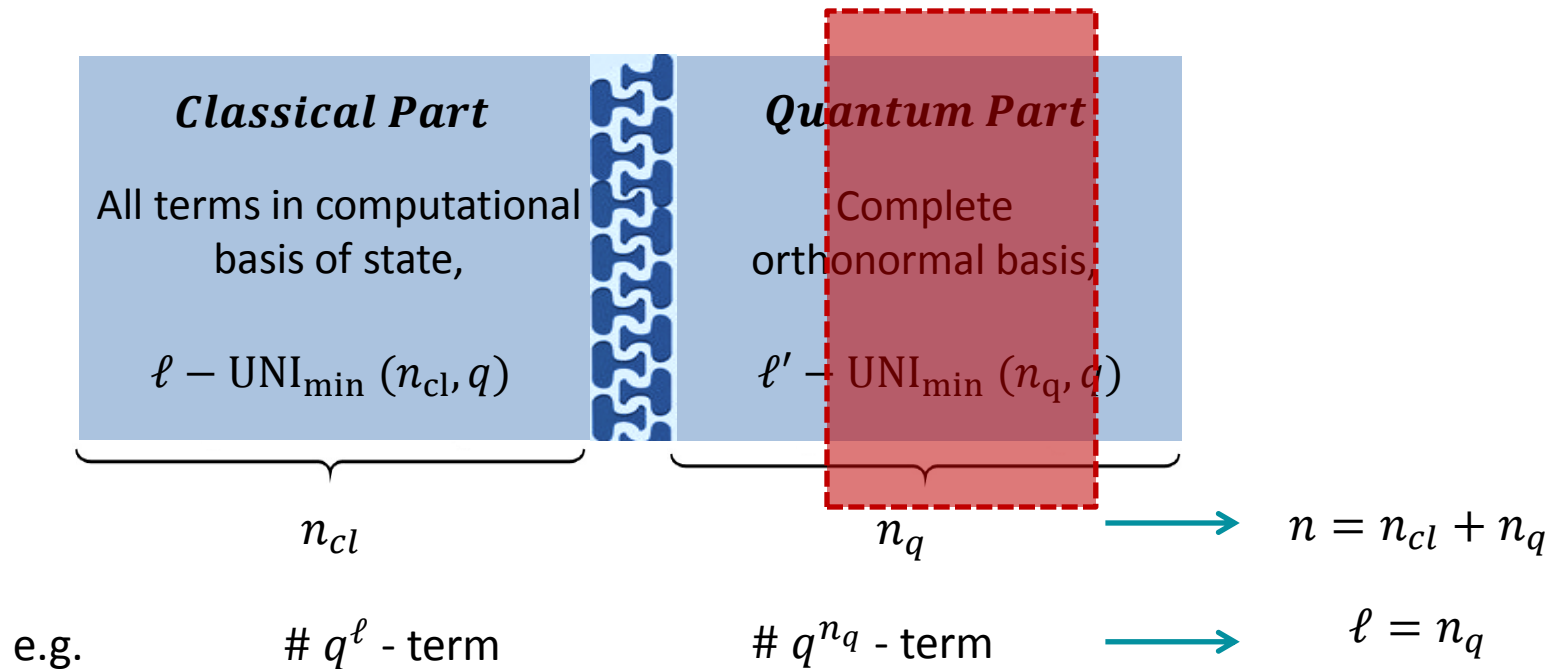 Classical Part
All terms in computational
basis of state,
ℓ − UNI_min (n_cl, q)
Quantum Part
Complete
orthonormal basis,
ℓ′ − UNI_min (n_q, q)
n_cl
n_q
n = n_cl + n_q
e.g.
# q^ℓ - term
# q^{n_q} - term
ℓ = n_q